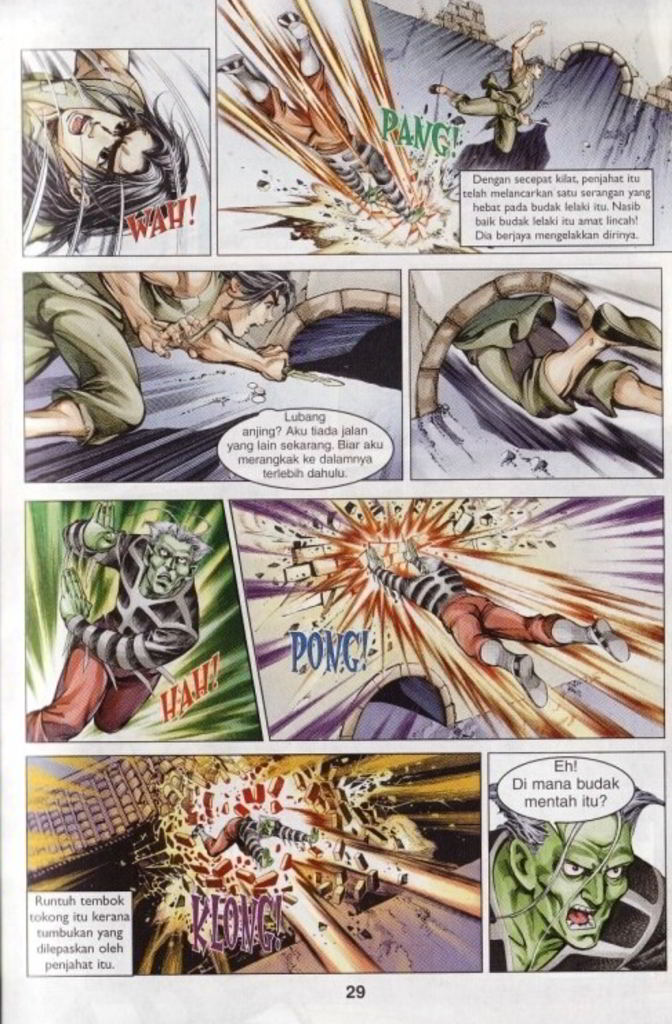 WAH!
PANG!
Dengan secepat kilat, penjahat itu
telah melancarkan satu serangan yang
hebat pada budak lelaki itu. Nasib
baik budak lelaki itu amat lincah!
Dia berjaya mengelakkan dirinya.
Lubang
anjing? Aku tiada jalan
yang lain sekarang. Biar aku
merangkak ke dalamnya
terlebih dahulu.
HAH!
PONG!
KLONG!
Runtuh tembok
tokong itu kerana
tumbukan yang
dilepaskan oleh
penjahat itu.
Eh!
Di mana budak
mentah itu?
29